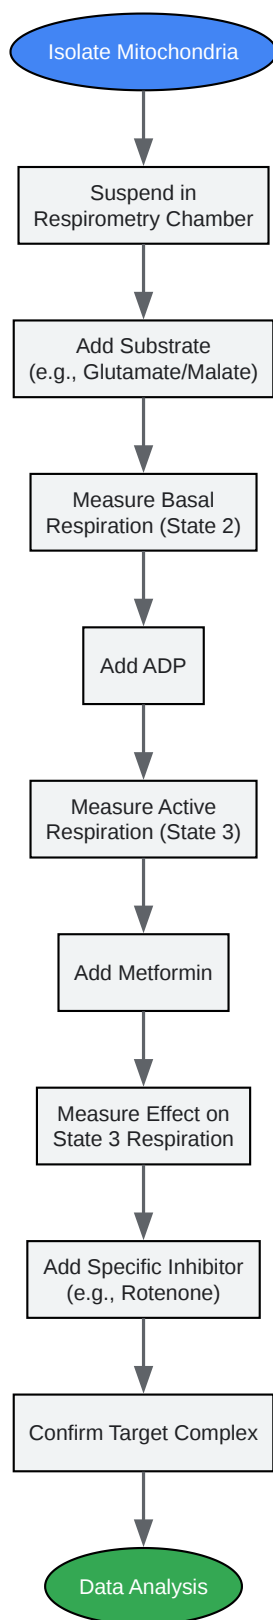 Isolate Mitochondria
Suspend in
Respirometry Chamber
Add Substrate
(e.g., Glutamate/Malate)
Measure Basal
Respiration (State 2)
Add ADP
Measure Active
Respiration (State 3)
Add Metformin
Measure Effect on
State 3 Respiration
Add Specific Inhibitor
(e.g., Rotenone)
Confirm Target Complex
Data Analysis